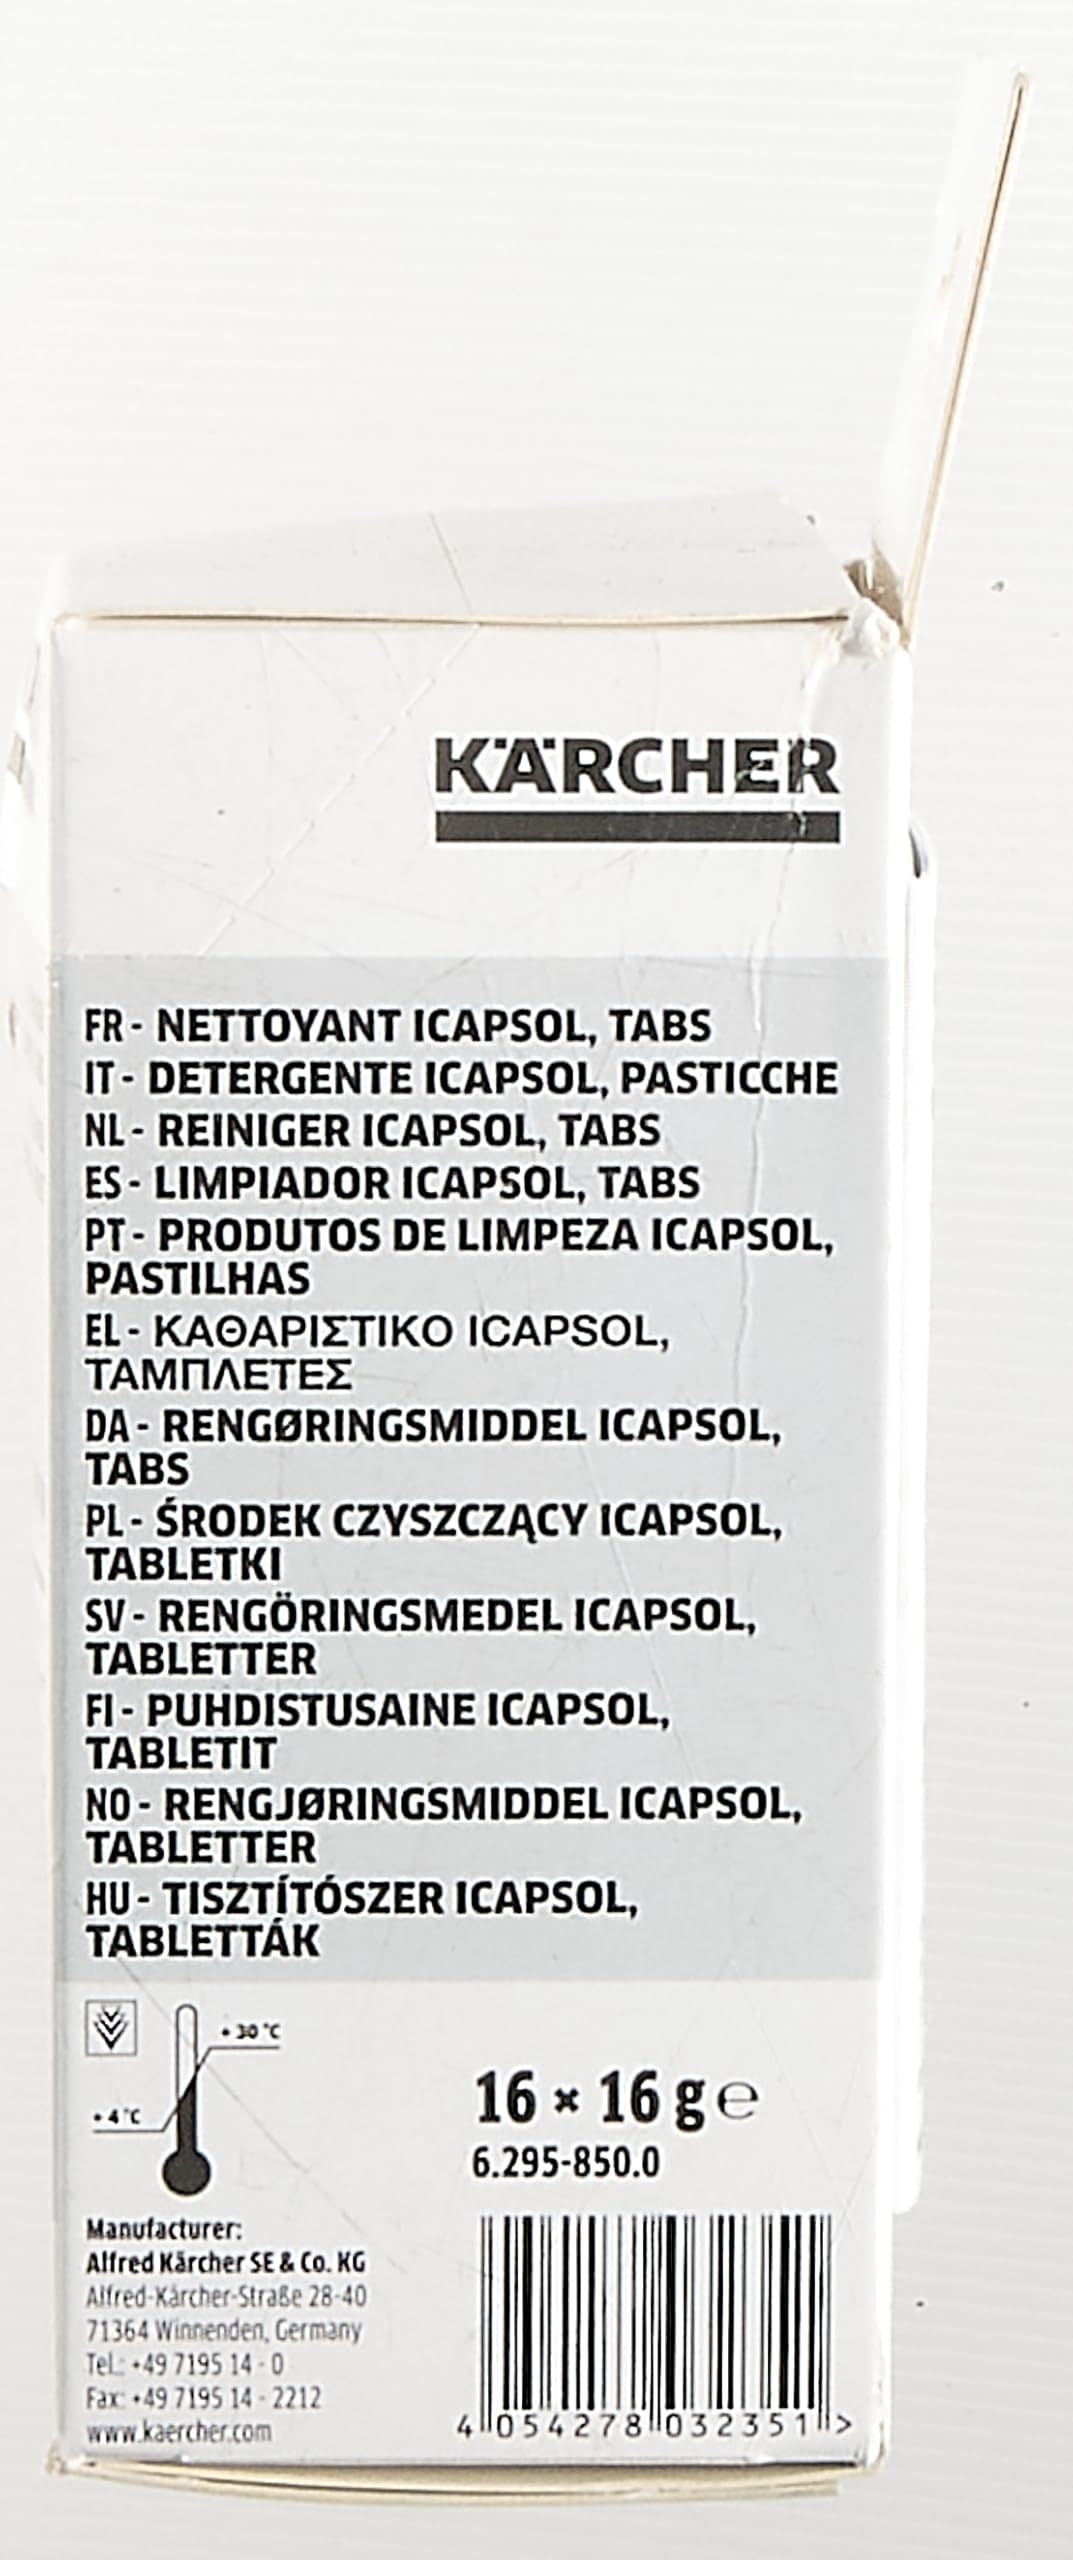 KÄRCHER
FR - NETTOYANT ICAPSOL, TABS
IT - DETERGENTE ICAPSOL, PASTICCHE
NL - REINIGER ICAPSOL, TABS
ES - LIMPIADOR ICAPSOL, TABS
PT - PRODUTOS DE LIMPEZA ICAPSOL,
PASTILHAS
EL - ΚΑΘΑΡΙΣΤΙΚΟ ICAPSOL,
ΤΑΜΠΛΕΤΕΣ
DA - RENGØRINGSMIDDEL ICAPSOL,
TABS
PL - ŚRODEK CZYSZCZĄCY ICAPSOL,
TABLETKI
SV - RENGÖRINGSMEDEL ICAPSOL,
TABLETTER
FI - PUHDISTUSAINE ICAPSOL,
TABLETIT
NO - RENGJØRINGSMIDDEL ICAPSOL,
TABLETTER
HU - TISZTÍTÓSZER ICAPSOL,
TABLETTÁK
+ 30 °C
+ 4 °C
16 × 16 g ℮
6.295-850.0
Manufacturer:
Alfred Kärcher SE & Co. KG
Alfred-Kärcher-Straße 28-40
71364 Winnenden, Germany
Tel.: +49 7195 14 - 0
Fax: +49 7195 14 - 2212
www.kaercher.com
4 054278 032351 >